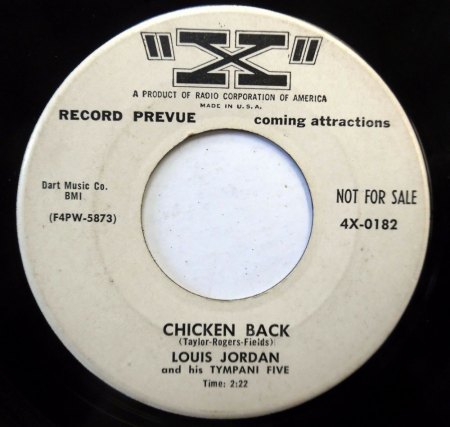 "X"
A PRODUCT OF RADIO CORPORATION OF AMERICA
MADE IN U.S.A.
RECORD PREVUE coming attractions
Dart Music Co.
BMI
(F4PW-5873)
NOT FOR SALE
4X-0182
CHICKEN BACK
(Taylor-Rogers-Fields)
LOUIS JORDAN
and his TYMPANI FIVE
Time: 2:22